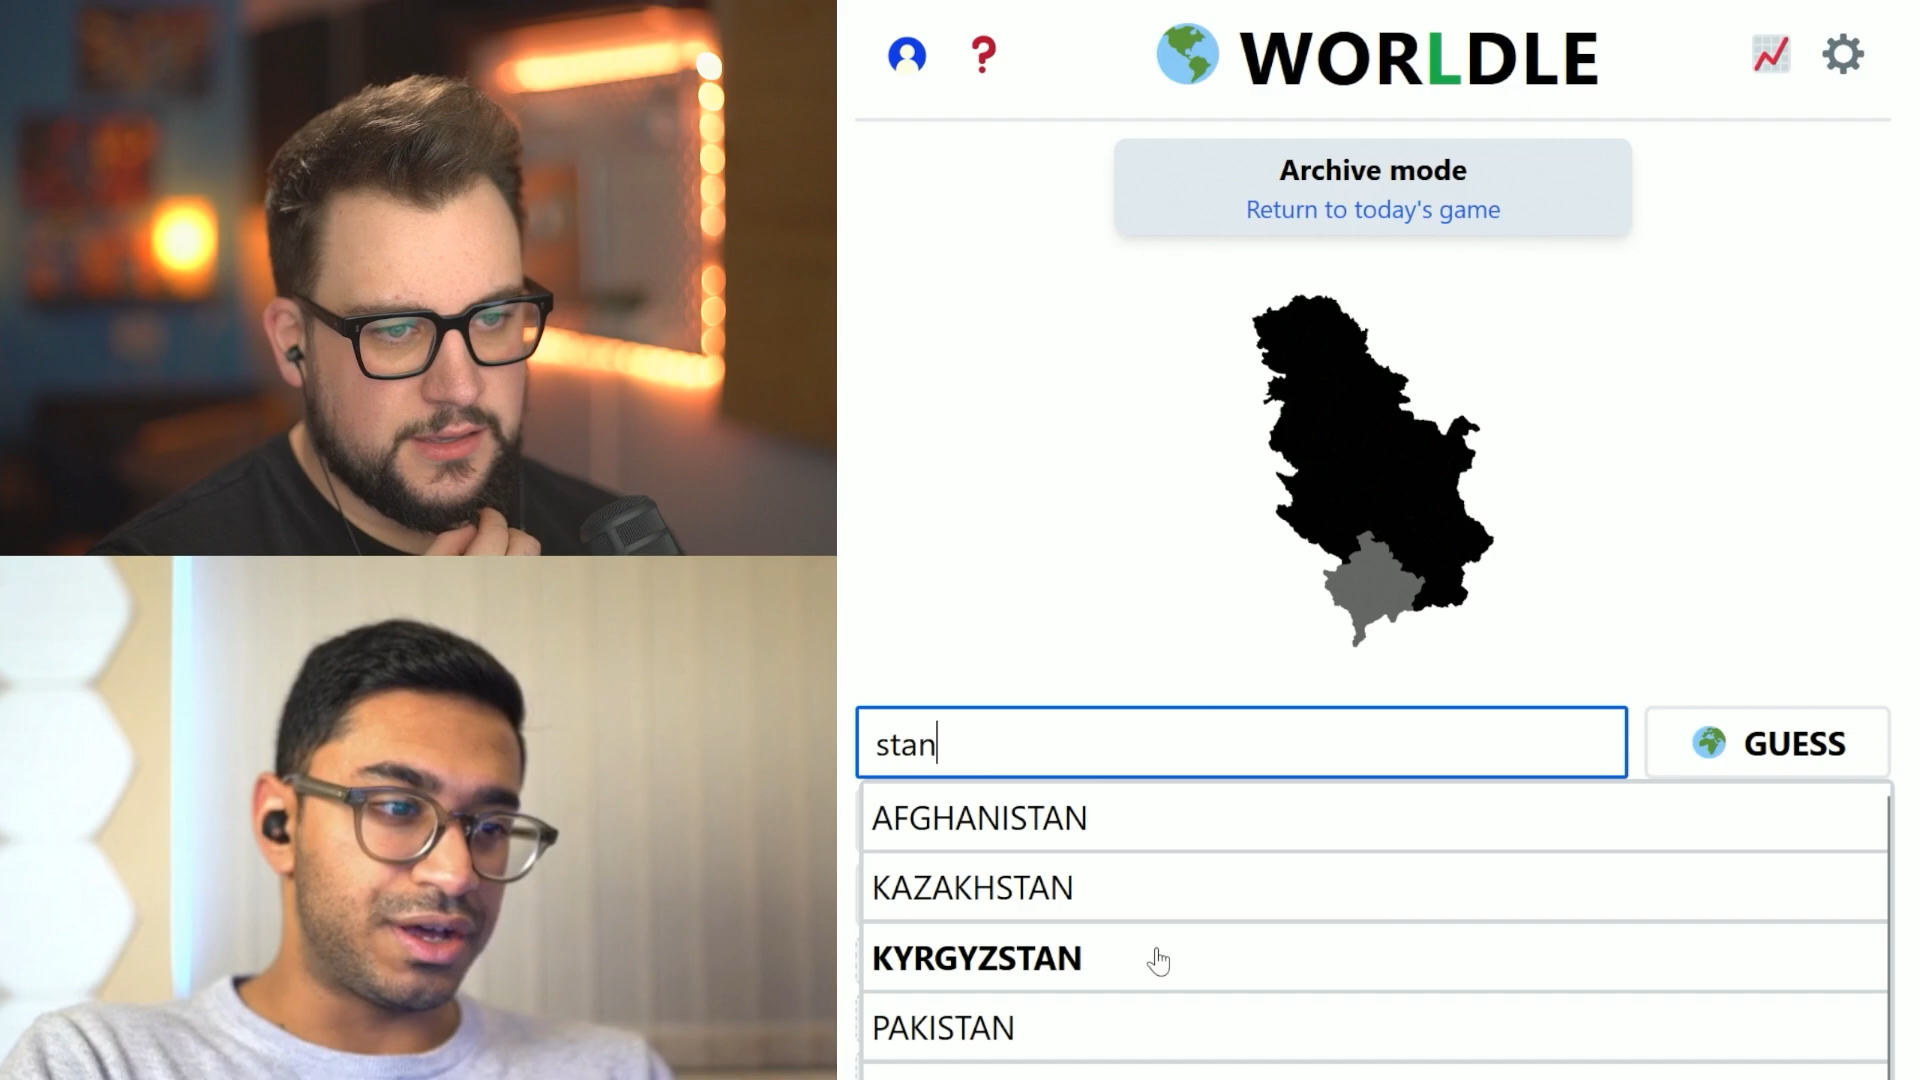 WORLDLE
Archive mode
Return to today's game
stan
GUESS
AFGHANISTAN
KAZAKHSTAN
KYRGYZSTAN
PAKISTAN